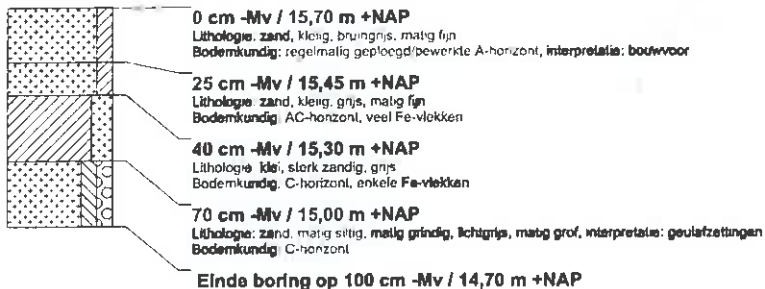 0 cm -Mv / 15,70 m +NAP
Lithologie: zand, kleiig, bruingrijs, matig fijn
Bodemkundig: regelmatig geploegd/bewerkte A-horizont, interpretatie: bouwvoor
25 cm -Mv / 15,45 m +NAP
Lithologie: zand, kleiig, grijs, matig fijn
Bodemkundig: AC-horizont, veel Fe-vlekken
40 cm -Mv / 15,30 m +NAP
Lithologie: klei, sterk zandig, grijs
Bodemkundig: C-horizont, enkele Fe-vlekken
70 cm -Mv / 15,00 m +NAP
Lithologie: zand, matig siltig, matig grindig, lichtgrijs, matig grof, interpretatie: geulafzettingen
Bodemkundig: C-horizont
Einde boring op 100 cm -Mv / 14,70 m +NAP